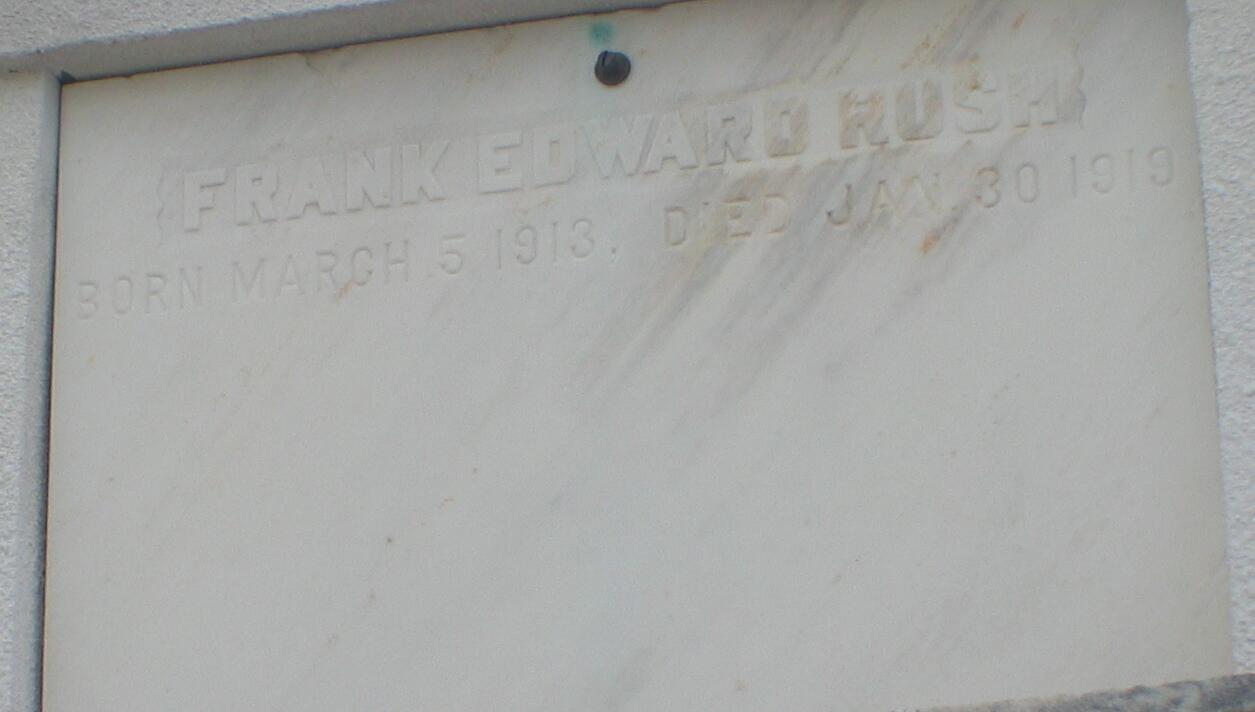 FRANK EDWARD RUSH
BORN MARCH 5 1913. DIED JAN 30 1919